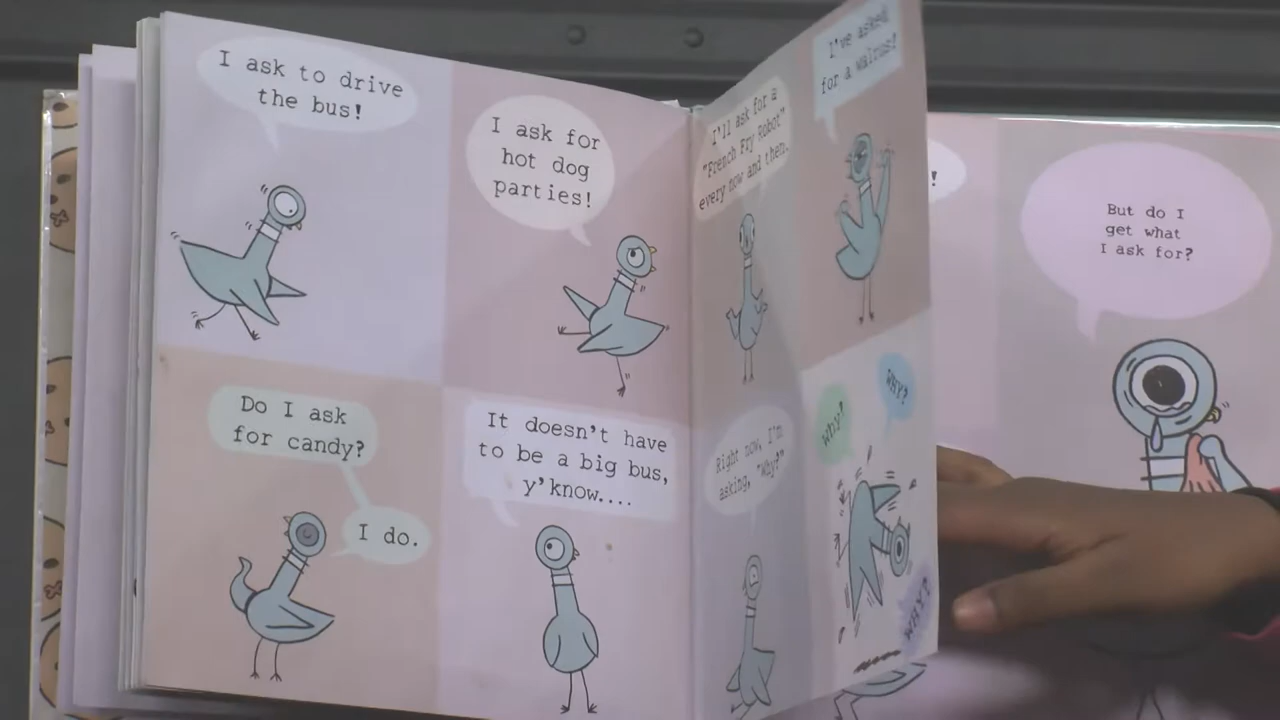 I ask to drive
the bus!
I ask for
hot dog
parties!
Do I ask
for candy?
I do.
It doesn't have
to be a big bus,
y'know....
I'll ask for a
"French Fry Robot"
every now and then.
I've asked
for a walrus!
Right now, I'm
asking, "Why?"
WHY?
WHY?
WHY?
!
But do I
get what
I ask for?